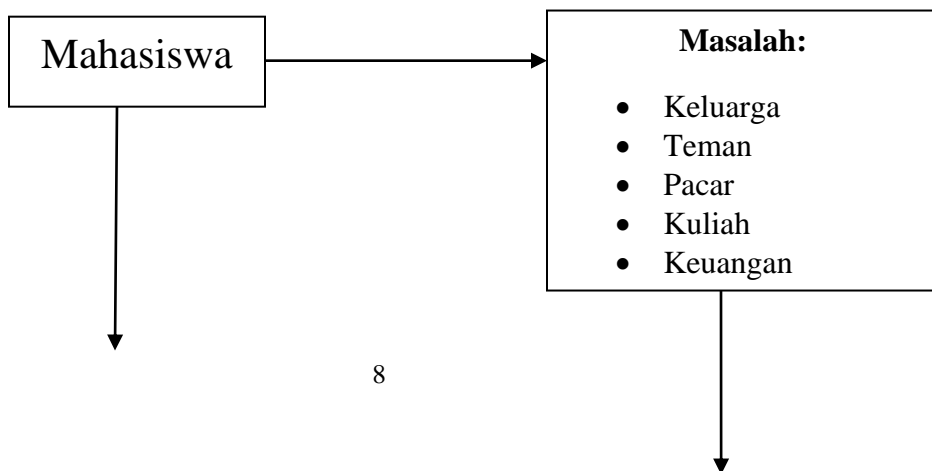 Mahasiswa
Masalah:
• Keluarga
• Teman
• Pacar
• Kuliah
• Keuangan
8